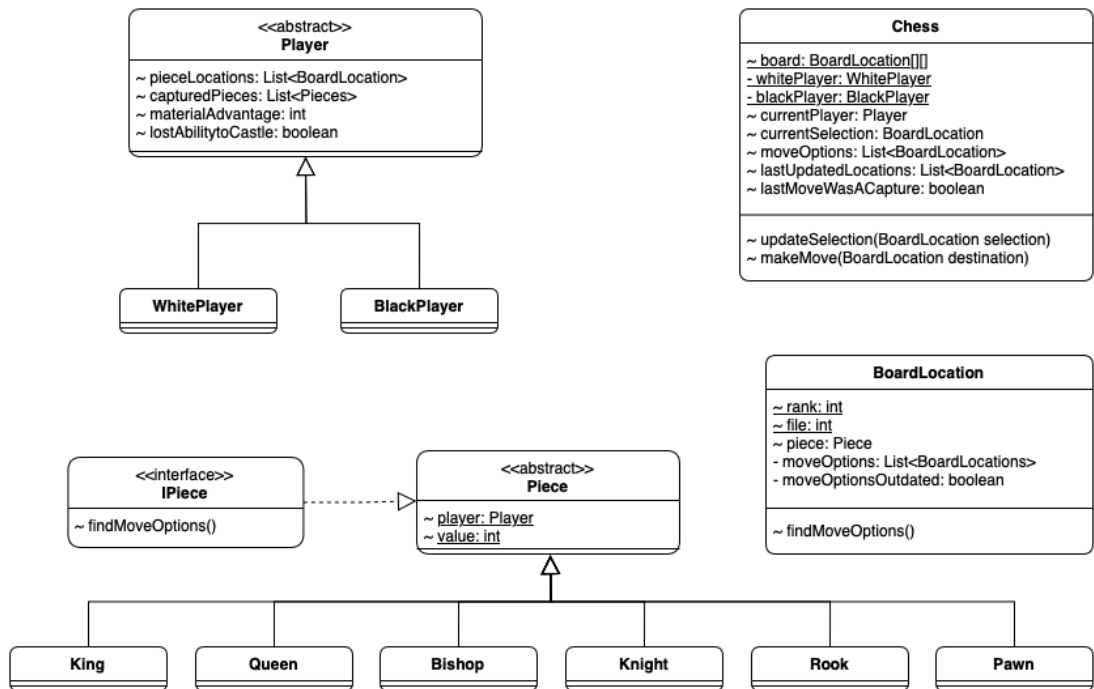 <<abstract>>
Player
~ pieceLocations: List<BoardLocation>
~ capturedPieces: List<Pieces>
~ materialAdvantage: int
~ lostAbilitytoCastle: boolean
WhitePlayer
BlackPlayer
Chess
~ board: BoardLocation[][]
- whitePlayer: WhitePlayer
- blackPlayer: BlackPlayer
~ currentPlayer: Player
~ currentSelection: BoardLocation
~ moveOptions: List<BoardLocation>
~ lastUpdatedLocations: List<BoardLocation>
~ lastMoveWasACapture: boolean
~ updateSelection(BoardLocation selection)
~ makeMove(BoardLocation destination)
BoardLocation
~ rank: int
~ file: int
~ piece: Piece
- moveOptions: List<BoardLocations>
- moveOptionsOutdated: boolean
~ findMoveOptions()
<<interface>>
IPiece
~ findMoveOptions()
<<abstract>>
Piece
~ player: Player
~ value: int
King
Queen
Bishop
Knight
Rook
Pawn